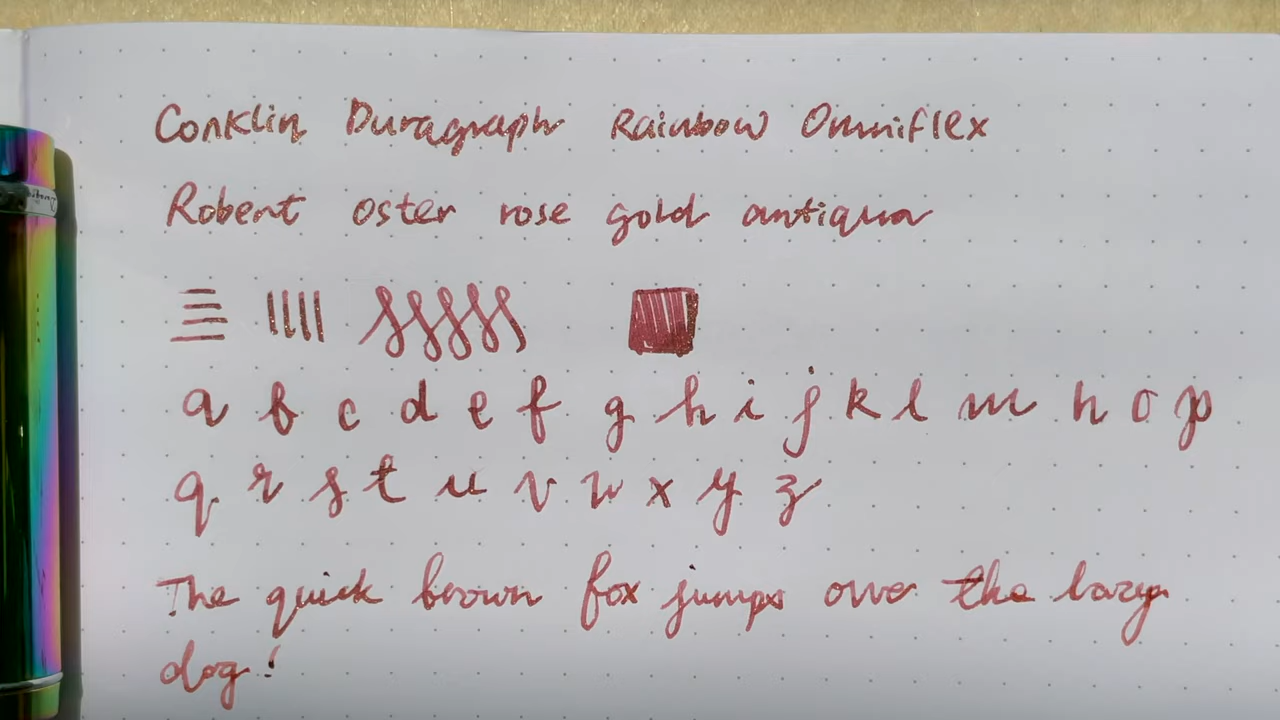 Conklin Duragraph Rainbow Omniflex
Robert Oster rose gold antiqua
a b c d e f g h i j k l m n o p
q r s t u v w x y z
The quick brown fox jumps over the lazy
dog!